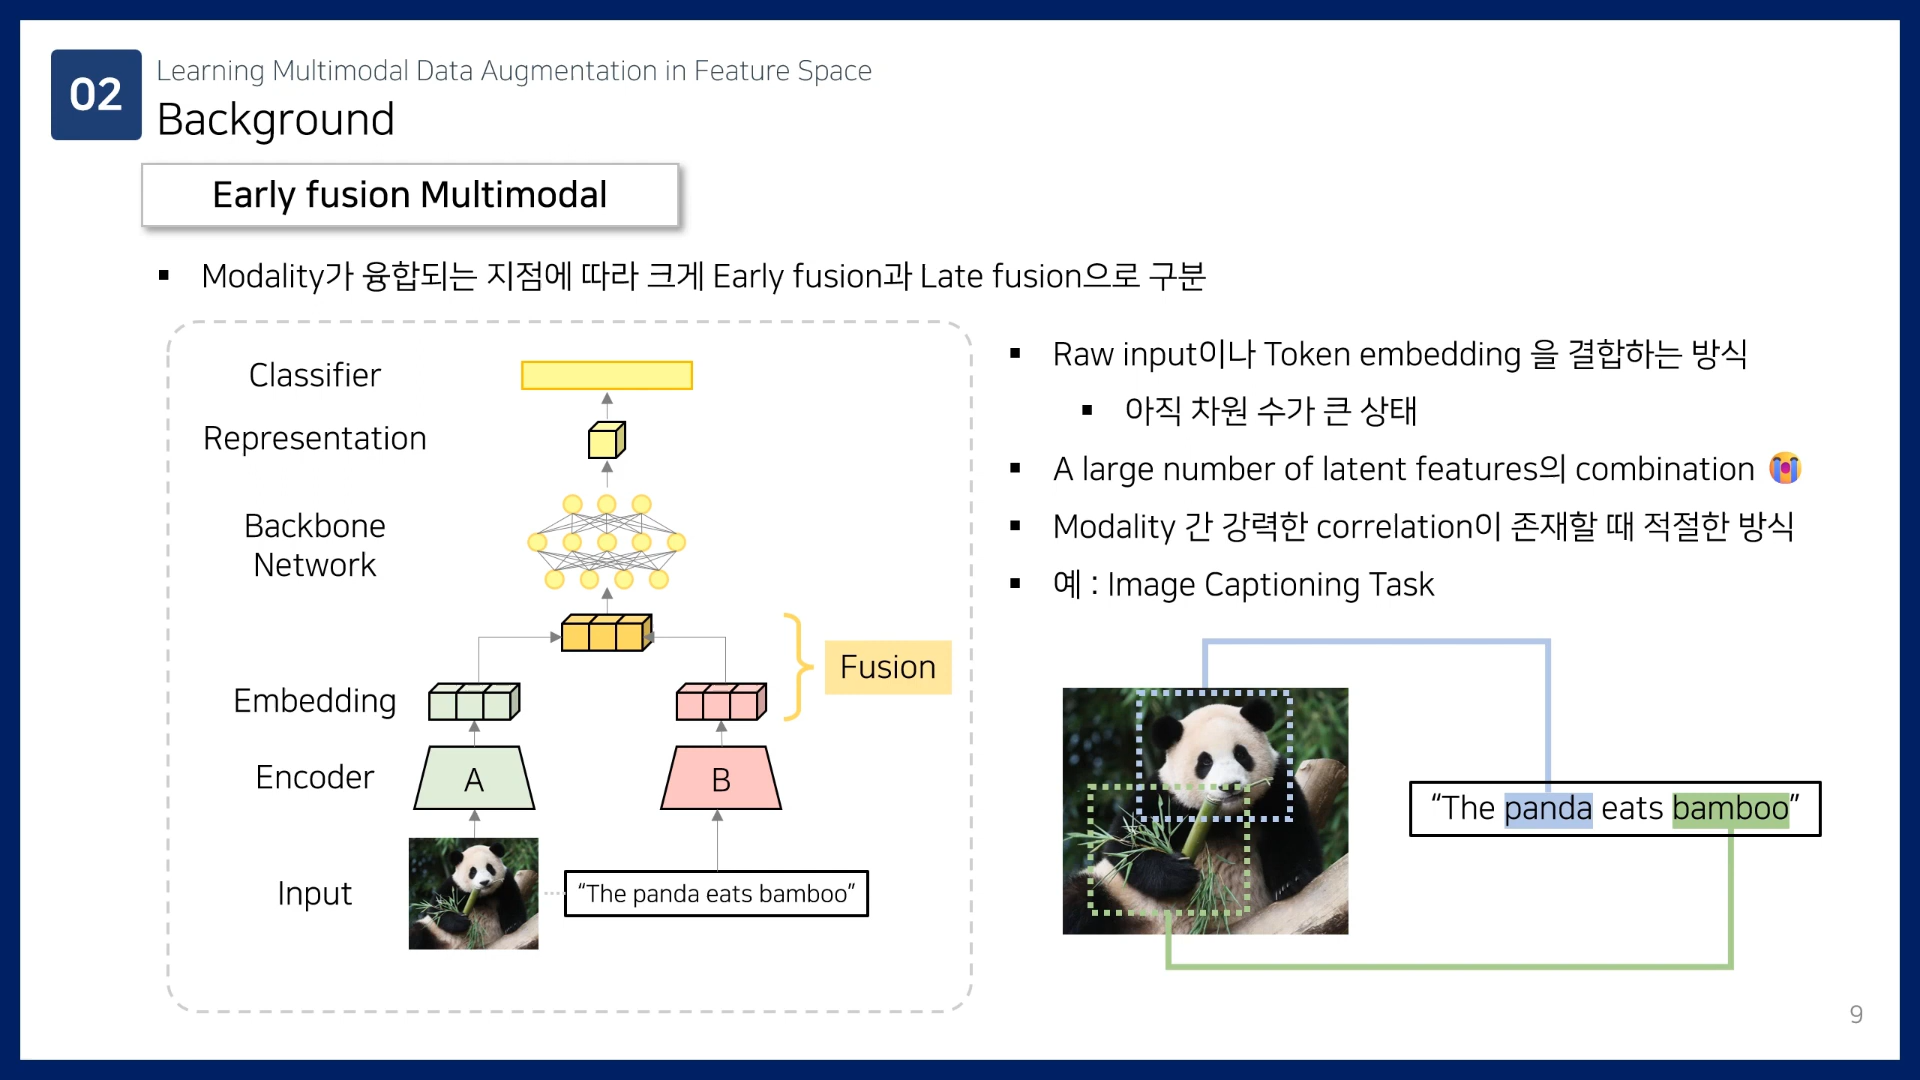 02
Learning Multimodal Data Augmentation in Feature Space
Background
Early fusion Multimodal
▪ Modality가 융합되는 지점에 따라 크게 Early fusion과 Late fusion으로 구분
Classifier
Representation
Backbone
Network
Embedding
Fusion
Encoder
A
B
Input
“The panda eats bamboo”
▪ Raw input이나 Token embedding 을 결합하는 방식
▪ 아직 차원 수가 큰 상태
▪ A large number of latent features의 combination 😭
▪ Modality 간 강력한 correlation이 존재할 때 적절한 방식
▪ 예 : Image Captioning Task
“The panda eats bamboo”
9